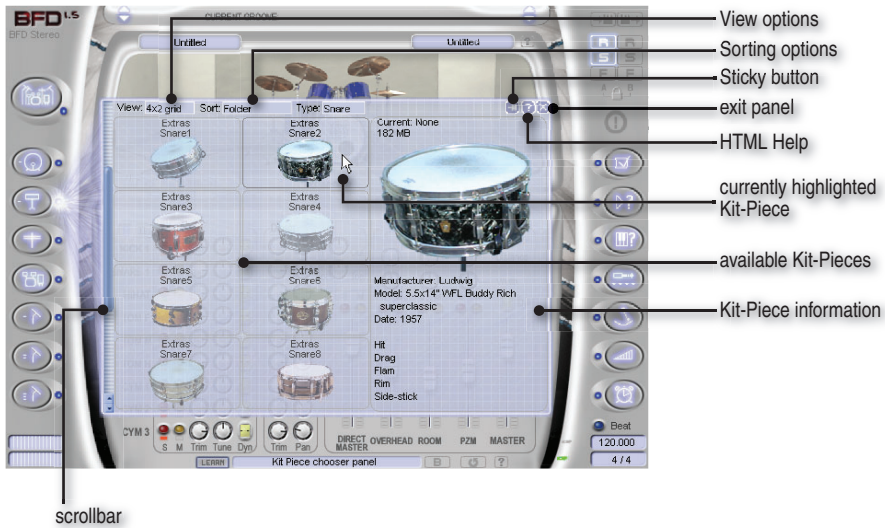 BFD 1.5
BFD Stereo
CURRENT GROOVE
Untitled
Untitled
View: 4x2 grid
Sort: Folder
Type: Snare
Extras
Snare1
Extras
Snare2
Extras
Snare3
Extras
Snare4
Extras
Snare5
Extras
Snare6
Extras
Snare7
Extras
Snare8
Current: None
182 MB
Manufacturer: Ludwig
Model: 5.5x14" WFL Buddy Rich
superclassic
Date: 1957
Hit
Drag
Flam
Rim
Side-stick
CYM 3
S M Trim Tune Dyn
Trim Pan
DIRECT MASTER
OVERHEAD
ROOM
PZM
MASTER
LEARN
Kit Piece chooser panel
B
?
Beat
120.000
4 / 4
View options
Sorting options
Sticky button
exit panel
HTML Help
currently highlighted
Kit-Piece
available Kit-Pieces
Kit-Piece information
scrollbar